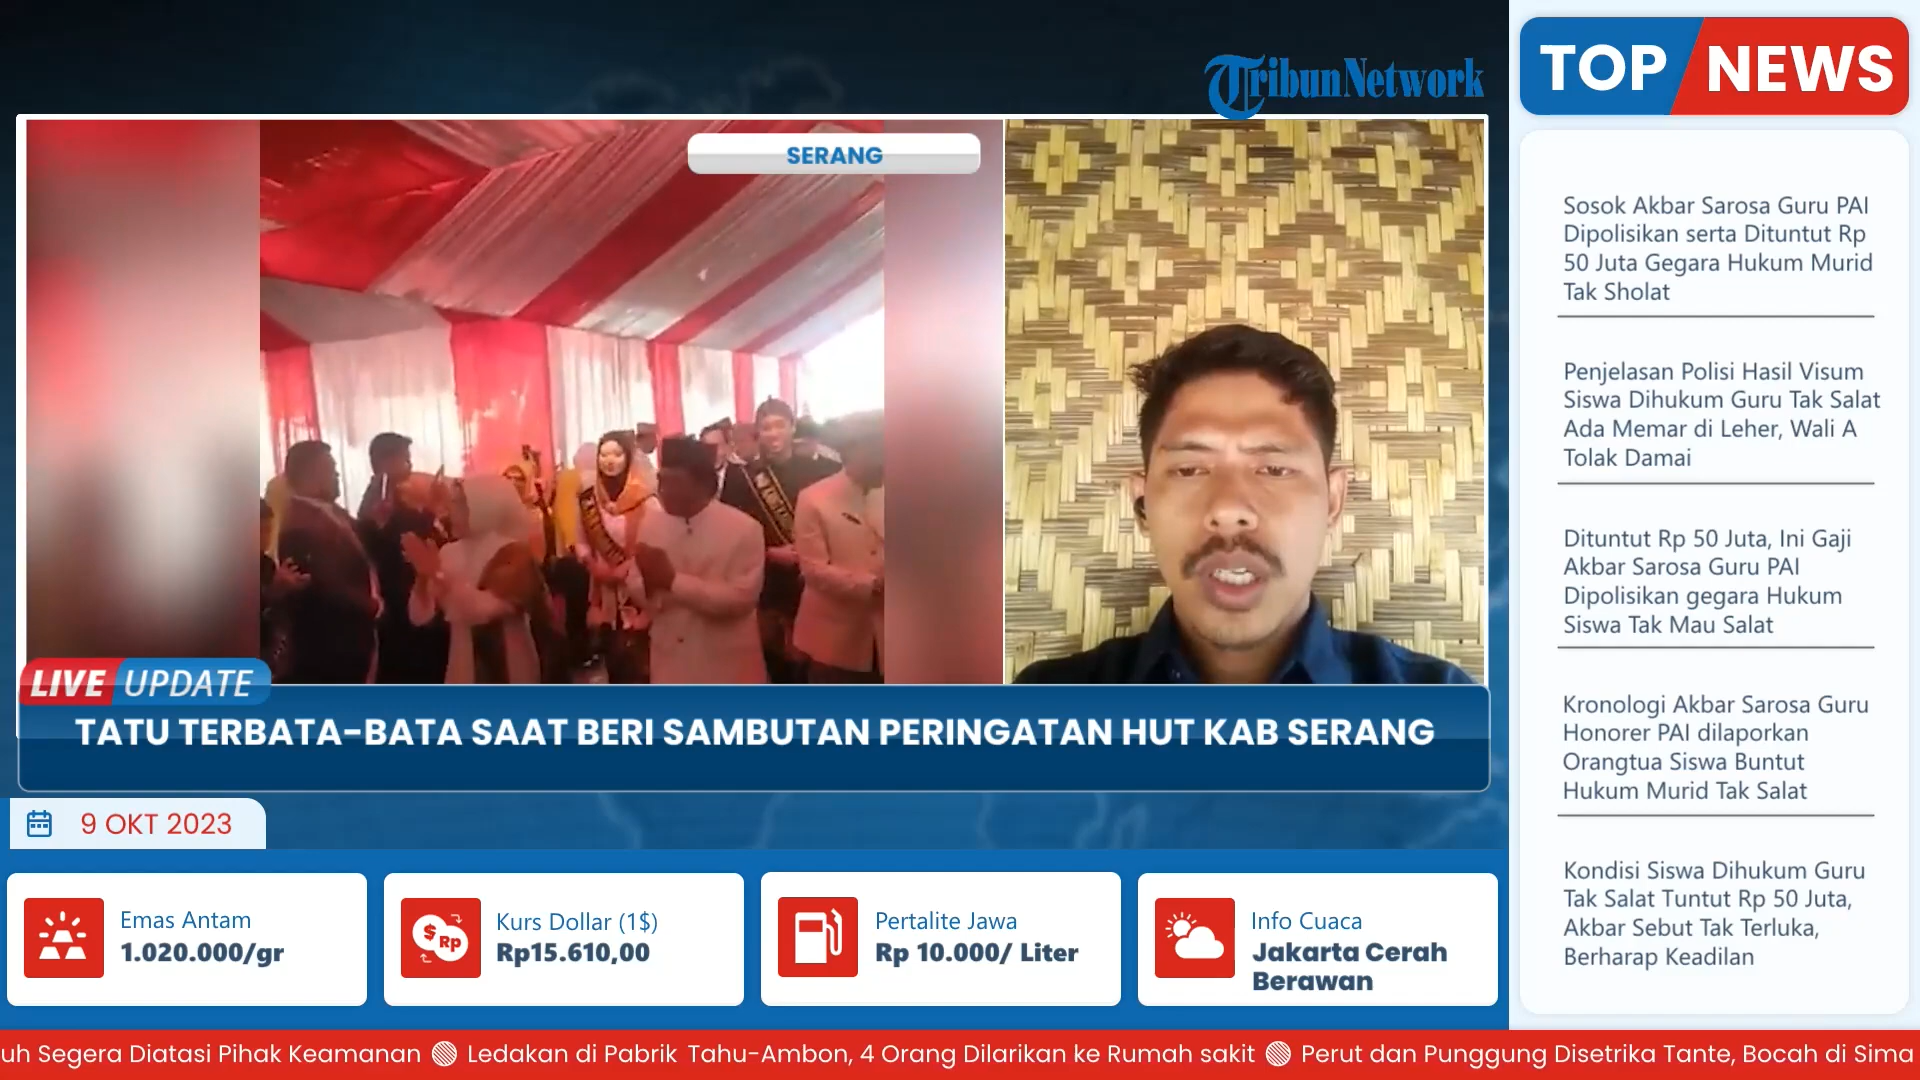 TribunNetwork
TOP NEWS
SERANG
Sosok Akbar Sarosa Guru PAI
Dipolisikan serta Dituntut Rp
50 Juta Gegara Hukum Murid
Tak Sholat
Penjelasan Polisi Hasil Visum
Siswa Dihukum Guru Tak Salat
Ada Memar di Leher, Wali A
Tolak Damai
Dituntut Rp 50 Juta, Ini Gaji
Akbar Sarosa Guru PAI
Dipolisikan gegara Hukum
Siswa Tak Mau Salat
Kronologi Akbar Sarosa Guru
Honorer PAI dilaporkan
Orangtua Siswa Buntut
Hukum Murid Tak Salat
Kondisi Siswa Dihukum Guru
Tak Salat Tuntut Rp 50 Juta,
Akbar Sebut Tak Terluka,
Berharap Keadilan
LIVE UPDATE
TATU TERBATA-BATA SAAT BERI SAMBUTAN PERINGATAN HUT KAB SERANG
9 OKT 2023
Emas Antam
1.020.000/gr
Kurs Dollar (1$)
Rp15.610,00
Pertalite Jawa
Rp 10.000/ Liter
Info Cuaca
Jakarta Cerah
Berawan
$ Rp
uh Segera Diatasi Pihak Keamanan Ledakan di Pabrik Tahu-Ambon, 4 Orang Dilarikan ke Rumah sakit Perut dan Punggung Disetrika Tante, Bocah di Sima